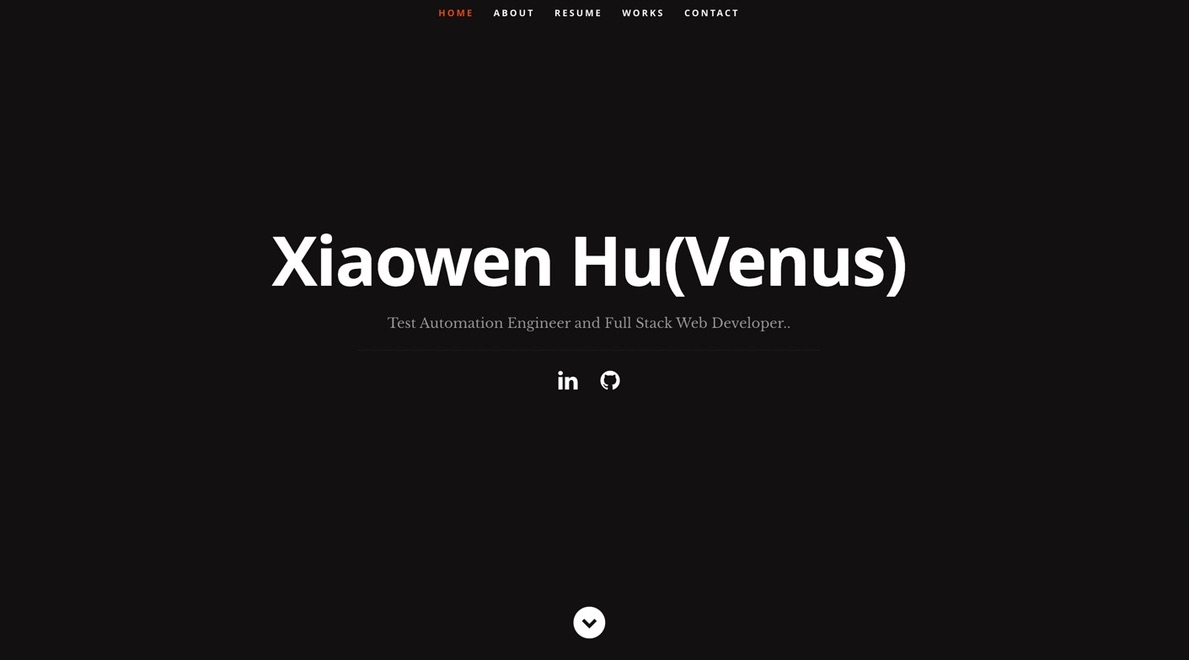 HOME ABOUT RESUME WORKS CONTACT
Xiaowen Hu(Venus)
Test Automation Engineer and Full Stack Web Developer..
in